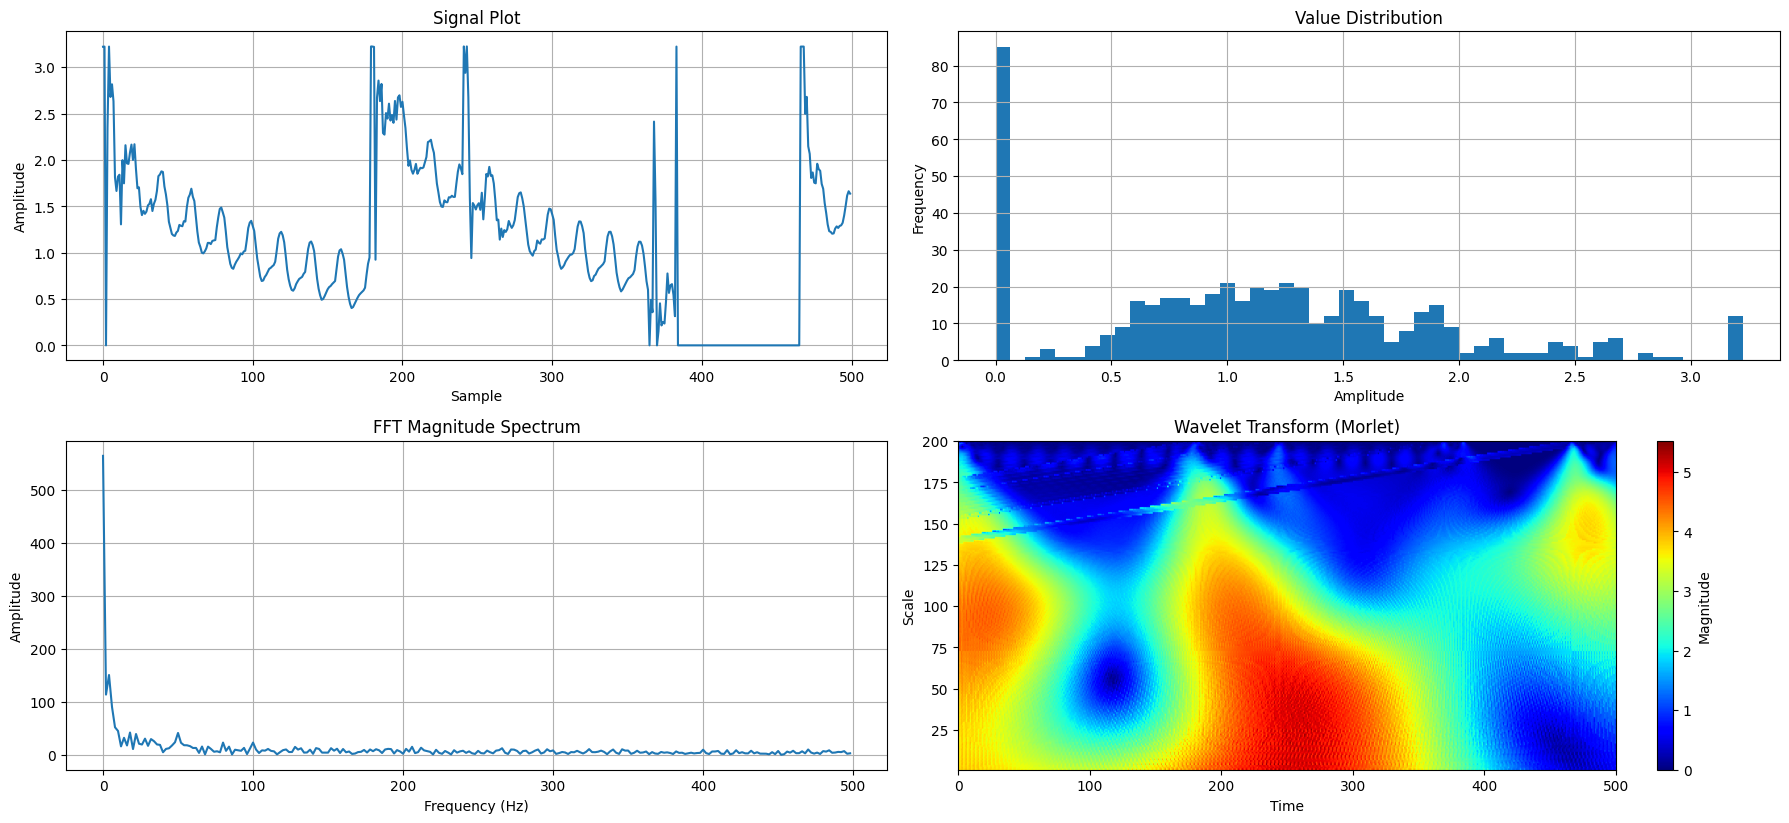 Signal Plot
3.0
2.5
2.0
1.5
1.0
0.5
0.0
Amplitude
0 100 200 300 400 500
Sample
Value Distribution
80
70
60
50
40
30
20
10
0
Frequency
0.0 0.5 1.0 1.5 2.0 2.5 3.0
Amplitude
FFT Magnitude Spectrum
500
400
300
200
100
0
Amplitude
0 100 200 300 400 500
Frequency (Hz)
Wavelet Transform (Morlet)
200
175
150
125
100
75
50
25
Scale
0 100 200 300 400 500
Time
5
4
3
2
1
0
Magnitude